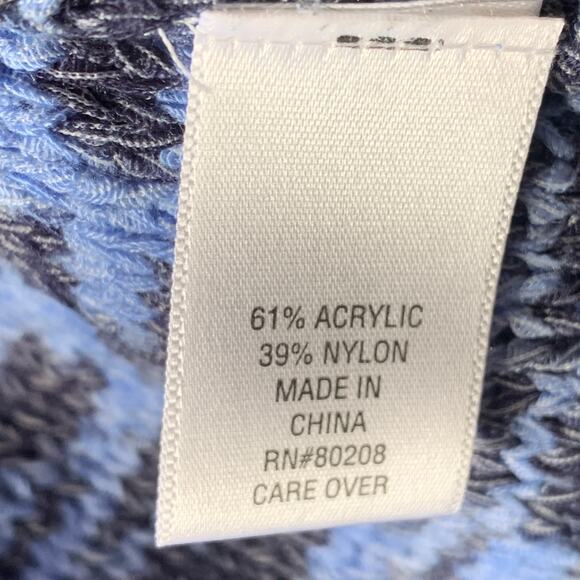 61% ACRYLIC
39% NYLON
MADE IN
CHINA
RN#80208
CARE OVER